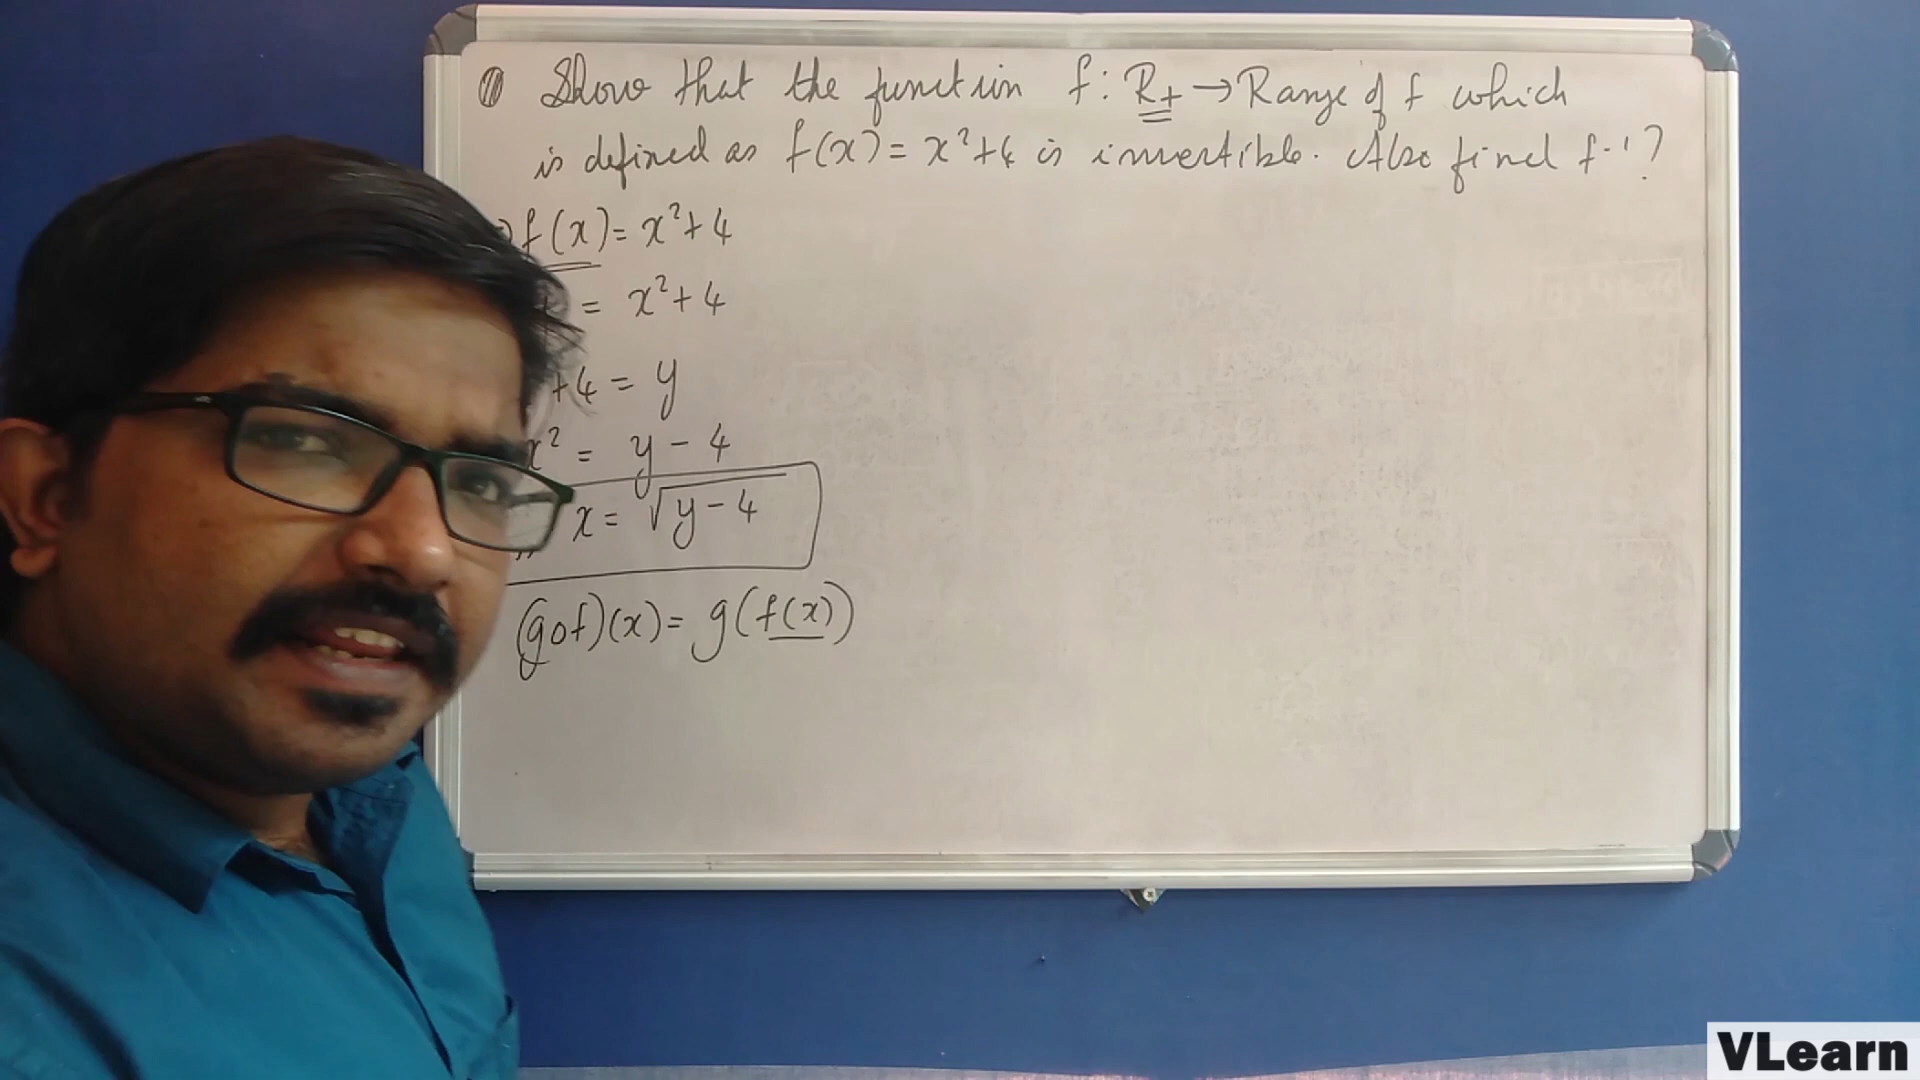 ① Show that the function f: R+ → Range of f which
is defined as f(x) = x²+4 is invertible. Also find f⁻¹?
f(x) = x²+4
= x²+4
+4 = y
x² = y - 4
x = √y-4
(gof)(x) = g(f(x))
VLearn